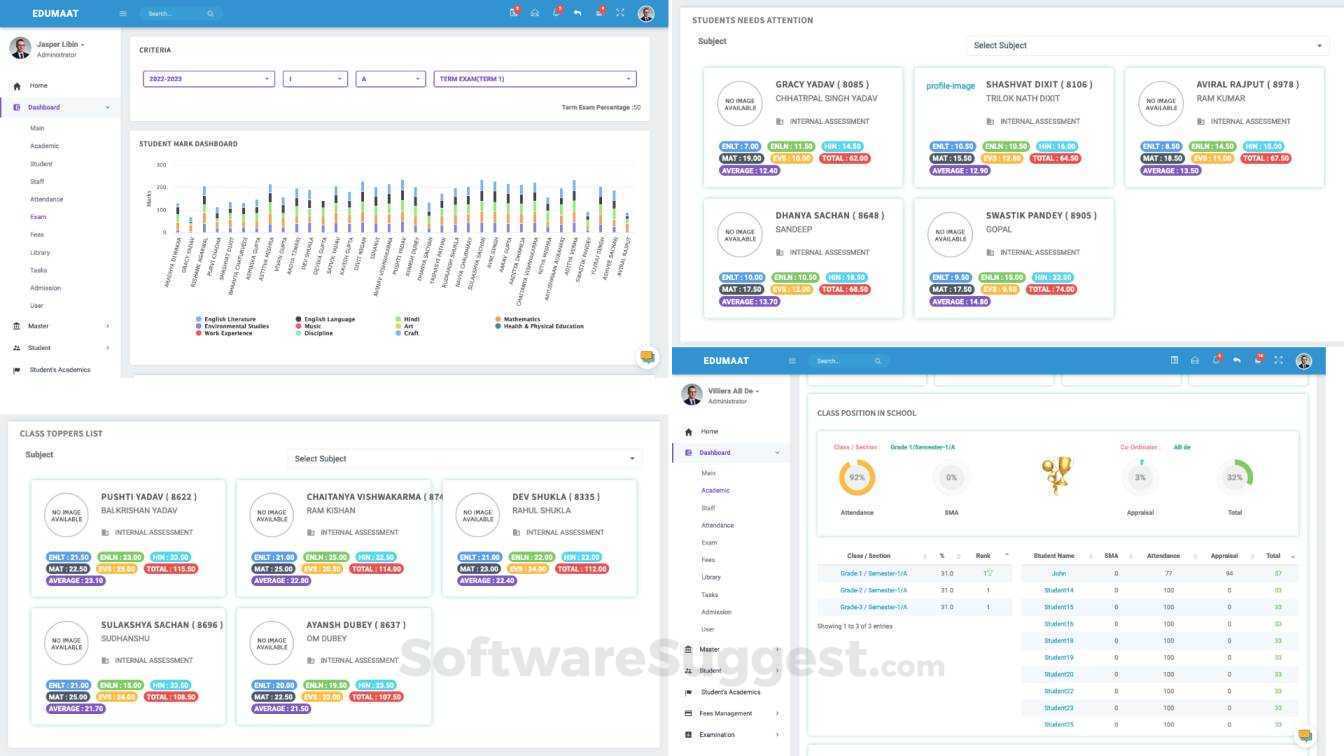 EDUMAAT
Search...
Jasper Libin
Administrator
Home
Dashboard
Main
Academic
Student
Staff
Attendance
Exam
Fees
Library
Tasks
Admission
User
Master
Student
Student's Academics
CRITERIA
2022-2023
I
A
TERM EXAM(TERM 1)
Term Exam Percentage :50
STUDENT MARK DASHBOARD
Marks
300
200
100
0
English Literature
English Language
Hindi
Mathematics
Environmental Studies
Music
Art
Health & Physical Education
Work Experience
Discipline
Craft
STUDENTS NEEDS ATTENTION
Subject
Select Subject
NO IMAGE AVAILABLE
GRACY YADAV ( 8085 )
CHHATRPAL SINGH YADAV
INTERNAL ASSESSMENT
ENLT : 7.00 ENLN : 11.50 HIN : 14.50
MAT : 19.00 EVS : 10.00 TOTAL : 62.00
AVERAGE : 12.40
profile-image
SHASHVAT DIXIT ( 8106 )
TRILOK NATH DIXIT
INTERNAL ASSESSMENT
ENLT : 10.50 ENLN : 10.50 HIN : 16.00
MAT : 15.50 EVS : 12.00 TOTAL : 64.50
AVERAGE : 12.90
NO IMAGE AVAILABLE
AVIRAL RAJPUT ( 8978 )
RAM KUMAR
INTERNAL ASSESSMENT
ENLT : 8.50 ENLN : 14.50 HIN : 15.00
MAT : 18.50 EVS : 11.00 TOTAL : 67.50
AVERAGE : 13.50
NO IMAGE AVAILABLE
DHANYA SACHAN ( 8648 )
SANDEEP
INTERNAL ASSESSMENT
ENLT : 10.00 ENLN : 10.50 HIN : 18.50
MAT : 17.50 EVS : 12.00 TOTAL : 68.50
AVERAGE : 13.70
NO IMAGE AVAILABLE
SWASTIK PANDEY ( 8905 )
GOPAL
INTERNAL ASSESSMENT
ENLT : 9.50 ENLN : 15.00 HIN : 22.50
MAT : 17.50 EVS : 9.50 TOTAL : 74.00
AVERAGE : 14.80
CLASS TOPPERS LIST
Subject
Select Subject
NO IMAGE AVAILABLE
PUSHTI YADAV ( 8622 )
BALKRISHAN YADAV
INTERNAL ASSESSMENT
ENLT : 21.50 ENLN : 23.00 HIN : 23.50
MAT : 22.50 EVS : 25.00 TOTAL : 115.50
AVERAGE : 23.10
NO IMAGE AVAILABLE
CHAITANYA VISHWAKARMA ( 874
RAM KISHAN
INTERNAL ASSESSMENT
ENLT : 21.00 ENLN : 25.00 HIN : 22.50
MAT : 25.00 EVS : 20.50 TOTAL : 114.00
AVERAGE : 22.80
NO IMAGE AVAILABLE
DEV SHUKLA ( 8335 )
RAHUL SHUKLA
INTERNAL ASSESSMENT
ENLT : 21.00 ENLN : 22.00 HIN : 22.00
MAT : 23.00 EVS : 24.00 TOTAL : 112.00
AVERAGE : 22.40
NO IMAGE AVAILABLE
SULAKSHYA SACHAN ( 8696 )
SUDHANSHU
INTERNAL ASSESSMENT
ENLT : 21.00 ENLN : 15.00 HIN : 23.50
MAT : 25.00 EVS : 24.00 TOTAL : 108.50
AVERAGE : 21.70
NO IMAGE AVAILABLE
AYANSH DUBEY ( 8637 )
OM DUBEY
INTERNAL ASSESSMENT
ENLT : 20.00 ENLN : 19.50 HIN : 23.50
MAT : 22.50 EVS : 22.00 TOTAL : 107.50
AVERAGE : 21.50
EDUMAAT
Search...
Villiers AB De
Administrator
Home
Dashboard
Main
Academic
Staff
Attendance
Exam
Fees
Library
Tasks
Admission
User
Master
Student
Student's Academics
Fees Management
Examination
CLASS POSITION IN SCHOOL
Class / Section Grade 1/Semester-1/A
Co-Ordinator : AB de
92%
0%
3%
32%
Attendance
SMA
Appraisal
Total
Class / Section % Rank
Grade-1 / Semester-1/A 31.0 1
Grade-2 / Semester-1/A 31.0 1
Grade-3 / Semester-1/A 31.0 1
Showing 1 to 3 of 3 entries
Student Name SMA Attendance Appraisal Total
John 0 77 94 57
Student14 0 100 0 33
Student15 0 100 0 33
Student16 0 100 0 33
Student18 0 100 0 33
Student19 0 100 0 33
Student20 0 100 0 33
Student22 0 100 0 33
Student23 0 100 0 33
Student25 0 100 0 33
SoftwareSuggest.com